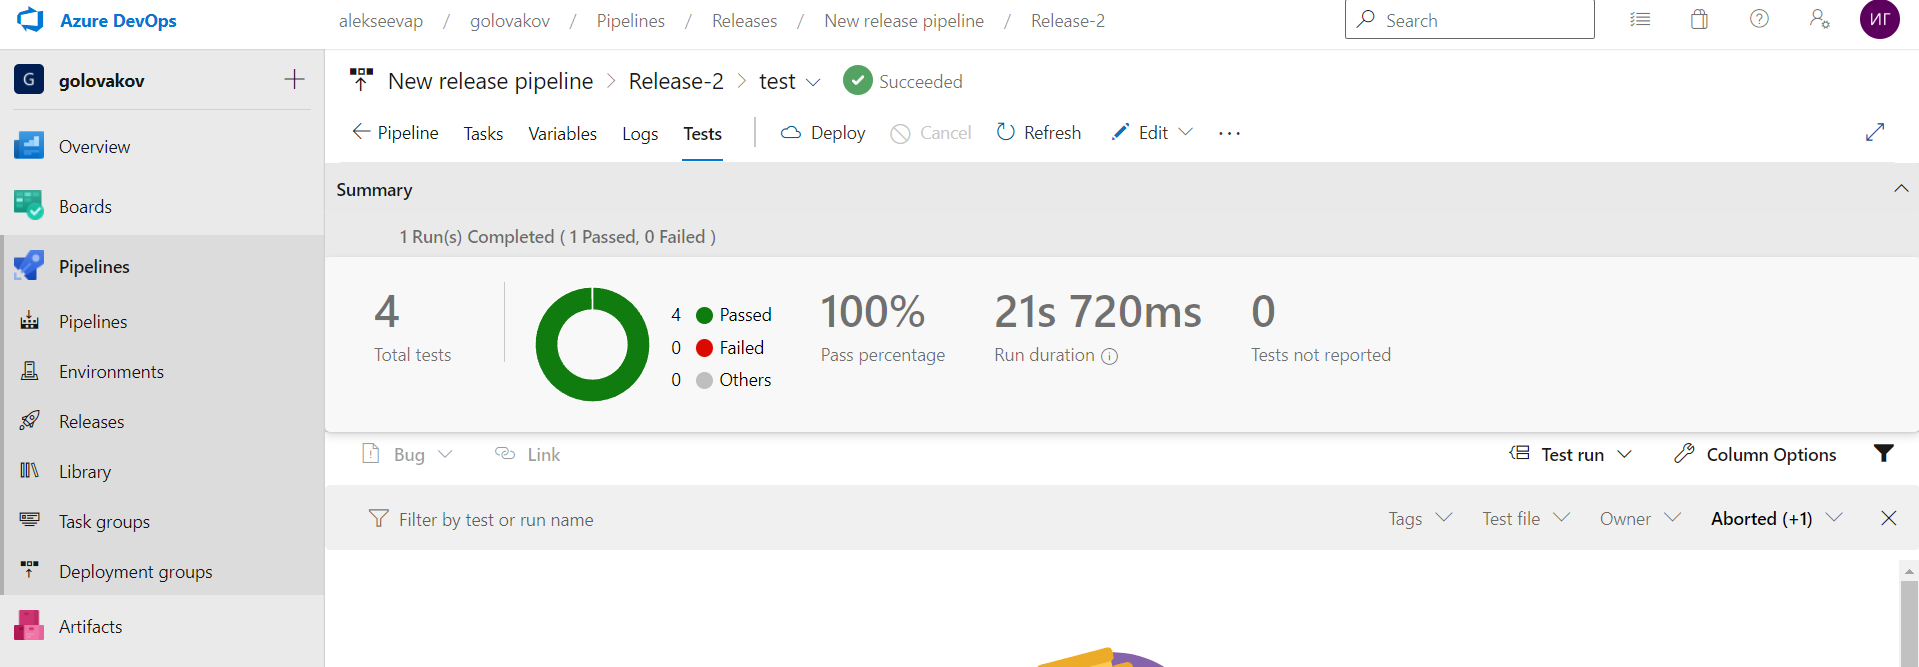 Azure DevOps
alekseevap / golovakov / Pipelines / Releases / New release pipeline / Release-2
Search
ИГ
G golovakov
Overview
Boards
Pipelines
Pipelines
Environments
Releases
Library
Task groups
Deployment groups
Artifacts
New release pipeline > Release-2 > test Succeeded
Pipeline Tasks Variables Logs Tests Deploy Cancel Refresh Edit ...
Summary
1 Run(s) Completed ( 1 Passed, 0 Failed )
4
Total tests
4 Passed
0 Failed
0 Others
100%
Pass percentage
21s 720ms
Run duration
0
Tests not reported
Bug Link Test run Column Options
Filter by test or run name Tags Test file Owner Aborted (+1)